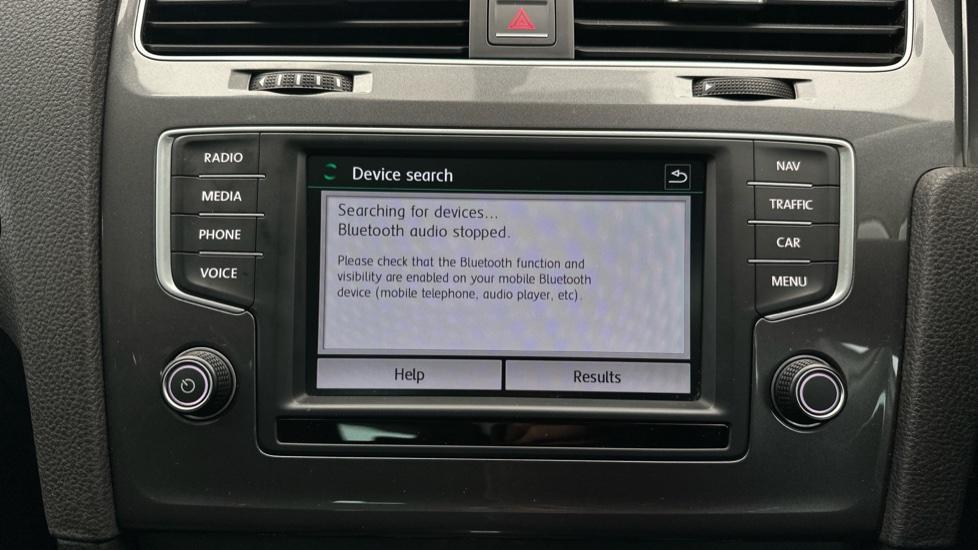 Device search
RADIO
MEDIA
PHONE
VOICE
Searching for devices...
Bluetooth audio stopped.
Please check that the Bluetooth function and
visibility are enabled on your mobile Bluetooth
device (mobile telephone, audio player, etc).
Help
Results
NAV
TRAFFIC
CAR
MENU